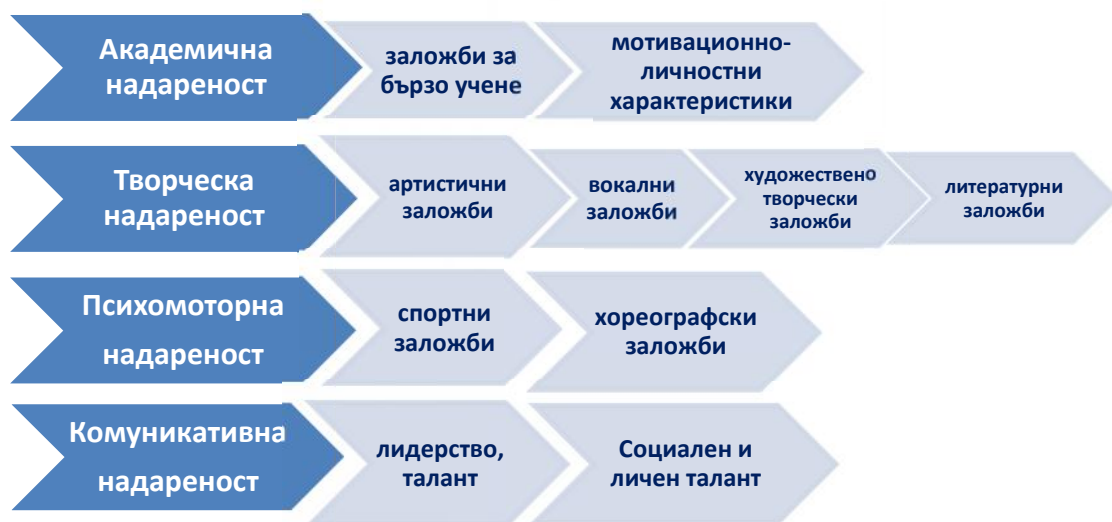 Академична
надареност
заложби за
бързо учене
мотивационно-
личностни
характеристики
Творческа
надареност
артистични
заложби
вокални
заложби
художествено
творчески
заложби
литературни
заложби
Психомоторна
надареност
спортни
заложби
хореографски
заложби
Комуникативна
надареност
лидерство,
талант
Социален и
личен талант